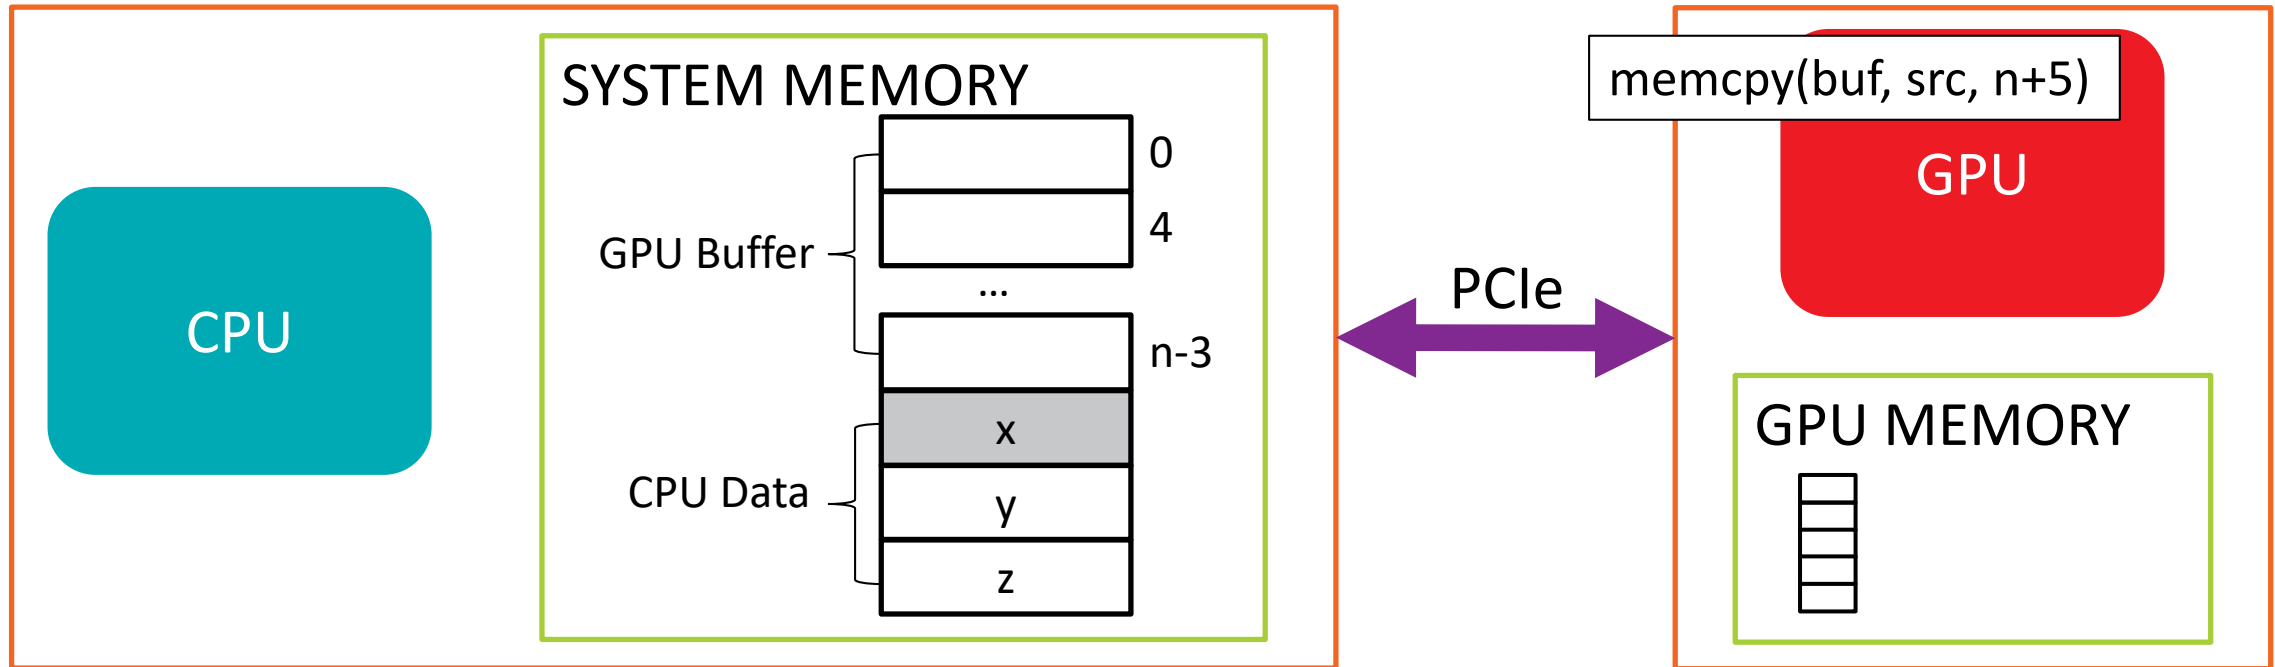 SYSTEM MEMORY
memcpy(buf, src, n+5)
0
GPU
4
GPU Buffer
...
PCIe
CPU
n-3
x
GPU MEMORY
CPU Data
y
z